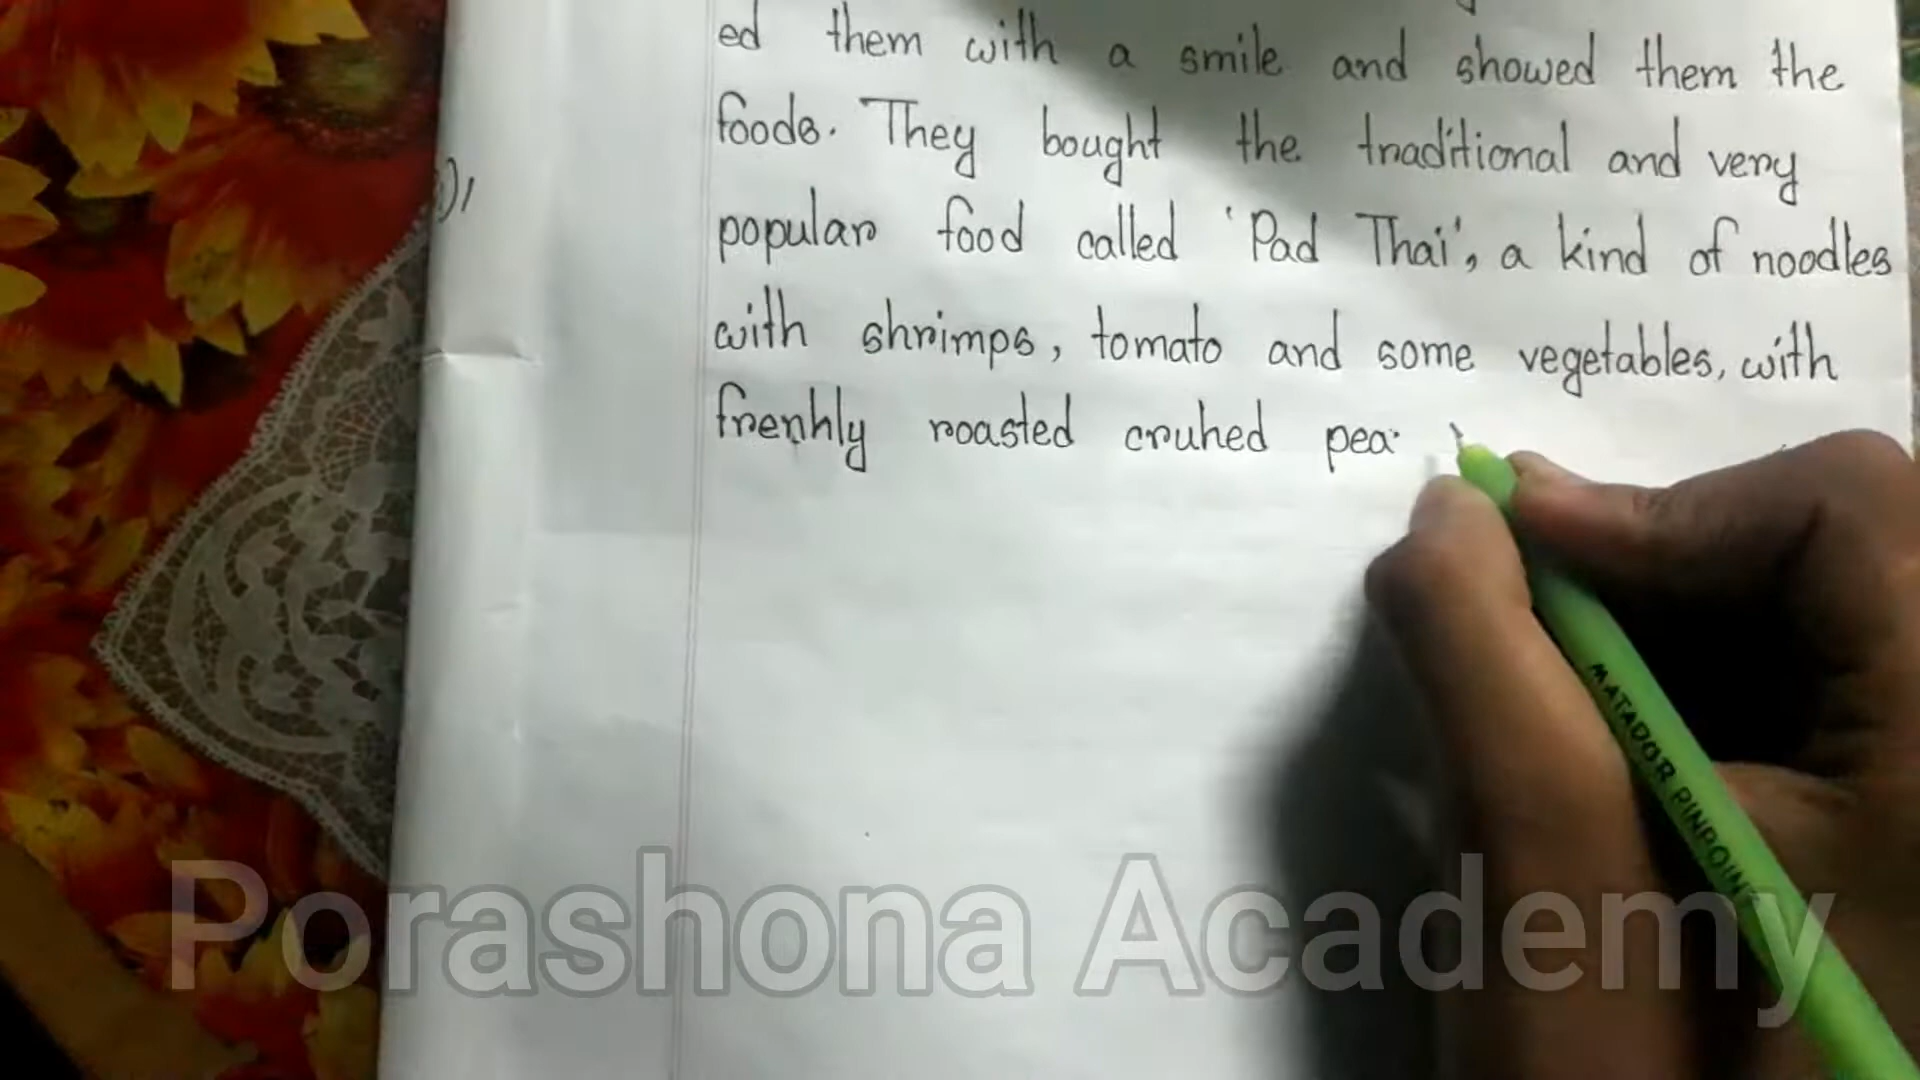 ed them with a smile and showed them the
foods. They bought the traditional and very
popular food called 'Pad Thai', a kind of noodles
with shrimps, tomato and some vegetables, with
frenhly roasted cruhed pea
MATADOR PINPOINT
Porashona Academy